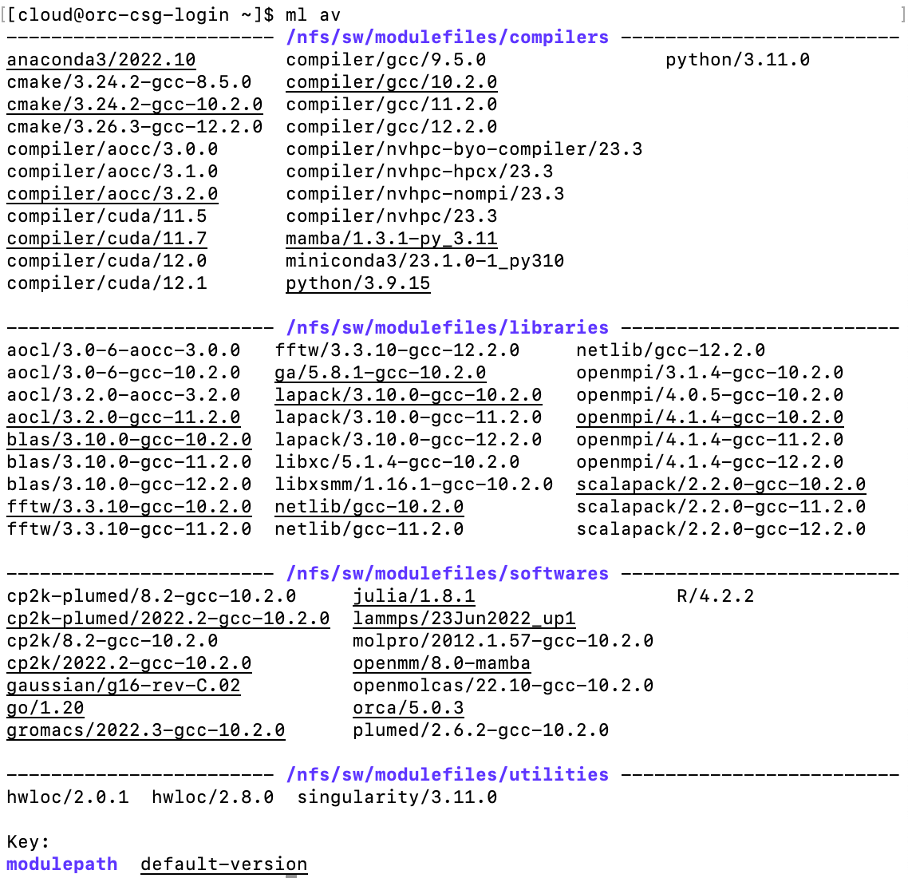 [[cloud@orc-csg-login ~]$ ml av ]
------------------------ /nfs/sw/modulefiles/compilers -------------------------
anaconda3/2022.10 compiler/gcc/9.5.0 python/3.11.0
cmake/3.24.2-gcc-8.5.0 compiler/gcc/10.2.0
cmake/3.24.2-gcc-10.2.0 compiler/gcc/11.2.0
cmake/3.26.3-gcc-12.2.0 compiler/gcc/12.2.0
compiler/aocc/3.0.0 compiler/nvhpc-byo-compiler/23.3
compiler/aocc/3.1.0 compiler/nvhpc-hpcx/23.3
compiler/aocc/3.2.0 compiler/nvhpc-nompi/23.3
compiler/cuda/11.5 compiler/nvhpc/23.3
compiler/cuda/11.7 mamba/1.3.1-py_3.11
compiler/cuda/12.0 miniconda3/23.1.0-1_py310
compiler/cuda/12.1 python/3.9.15
------------------------ /nfs/sw/modulefiles/libraries -------------------------
aocl/3.0-6-aocc-3.0.0 fftw/3.3.10-gcc-12.2.0 netlib/gcc-12.2.0
aocl/3.0-6-gcc-10.2.0 ga/5.8.1-gcc-10.2.0 openmpi/3.1.4-gcc-10.2.0
aocl/3.2.0-aocc-3.2.0 lapack/3.10.0-gcc-10.2.0 openmpi/4.0.5-gcc-10.2.0
aocl/3.2.0-gcc-11.2.0 lapack/3.10.0-gcc-11.2.0 openmpi/4.1.4-gcc-10.2.0
blas/3.10.0-gcc-10.2.0 lapack/3.10.0-gcc-12.2.0 openmpi/4.1.4-gcc-11.2.0
blas/3.10.0-gcc-11.2.0 libxc/5.1.4-gcc-10.2.0 openmpi/4.1.4-gcc-12.2.0
blas/3.10.0-gcc-12.2.0 libxsmm/1.16.1-gcc-10.2.0 scalapack/2.2.0-gcc-10.2.0
fftw/3.3.10-gcc-10.2.0 netlib/gcc-10.2.0 scalapack/2.2.0-gcc-11.2.0
fftw/3.3.10-gcc-11.2.0 netlib/gcc-11.2.0 scalapack/2.2.0-gcc-12.2.0
------------------------ /nfs/sw/modulefiles/softwares -------------------------
cp2k-plumed/8.2-gcc-10.2.0 julia/1.8.1 R/4.2.2
cp2k-plumed/2022.2-gcc-10.2.0 lammps/23Jun2022_up1
cp2k/8.2-gcc-10.2.0 molpro/2012.1.57-gcc-10.2.0
cp2k/2022.2-gcc-10.2.0 openmm/8.0-mamba
gaussian/g16-rev-C.02 openmolcas/22.10-gcc-10.2.0
go/1.20 orca/5.0.3
gromacs/2022.3-gcc-10.2.0 plumed/2.6.2-gcc-10.2.0
------------------------ /nfs/sw/modulefiles/utilities -------------------------
hwloc/2.0.1 hwloc/2.8.0 singularity/3.11.0
Key:
modulepath default-version